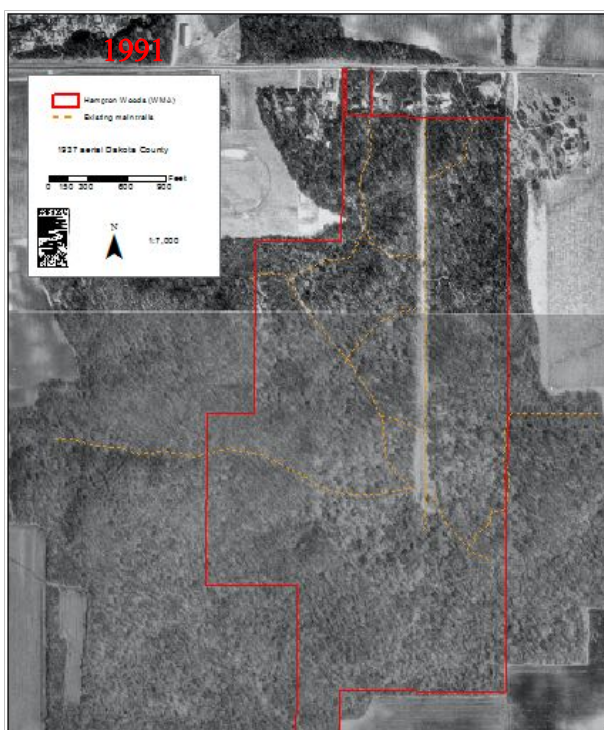 1991
Hampton Woods (WMA)
Existing main trails
1937 aerial Dakota County
Feet
0 150 300 600 900
N
1:7,000